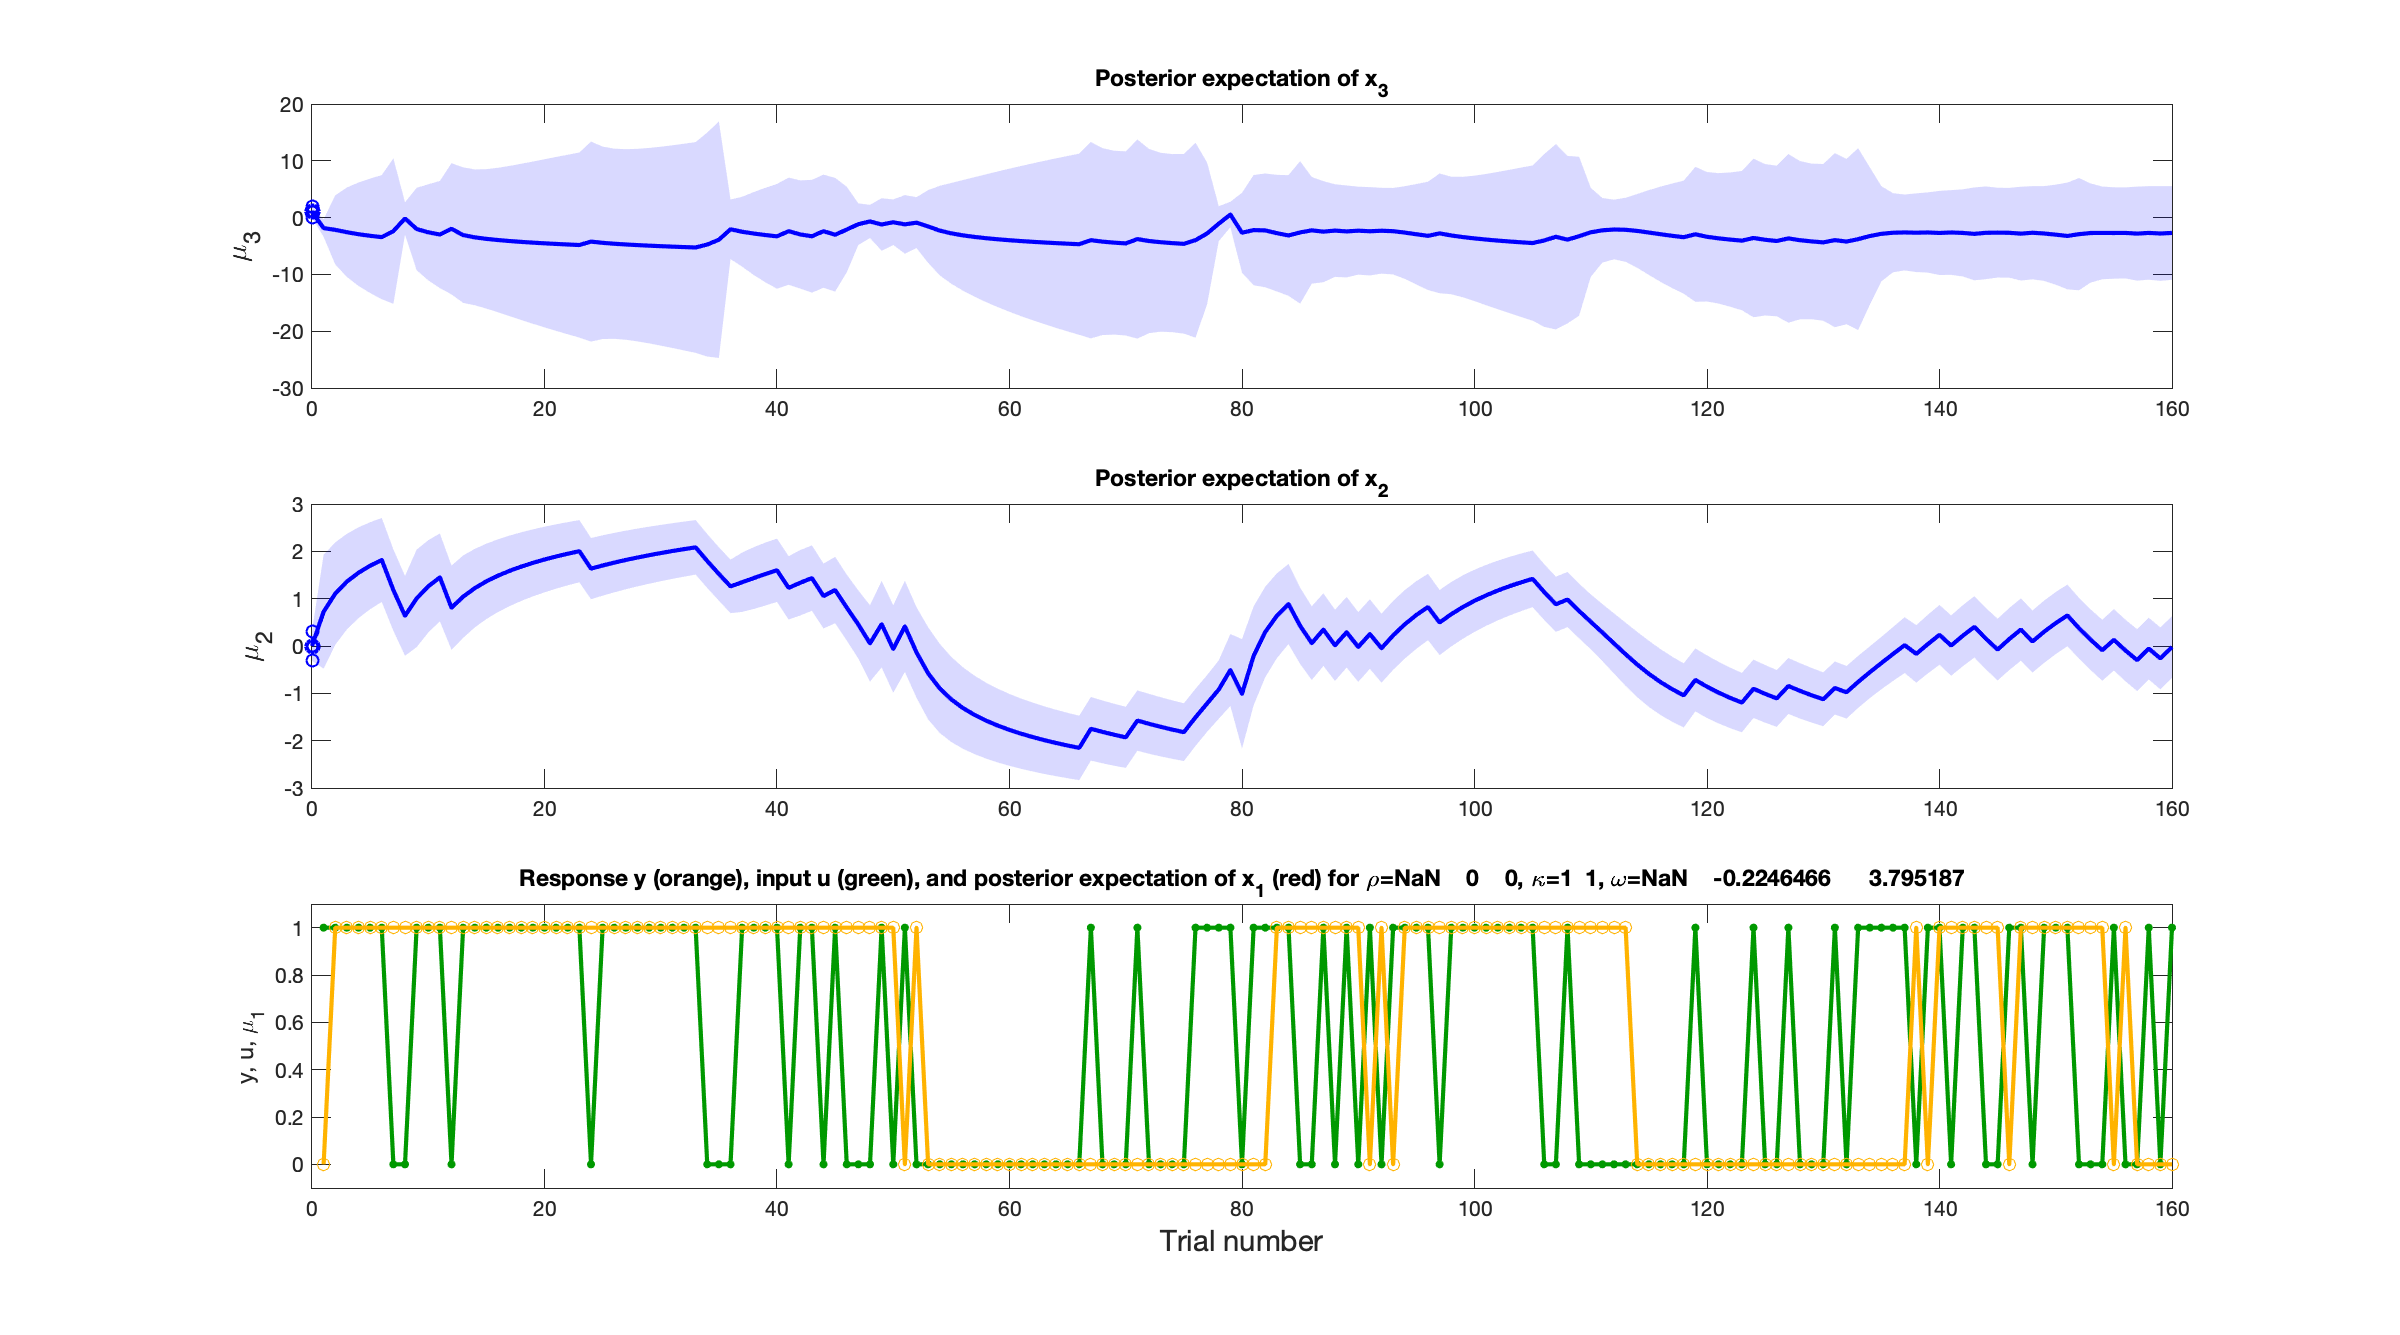 Posterior expectation of x3
20
10
0
-10
-20
-30
μ3
0 20 40 60 80 100 120 140 160
Posterior expectation of x2
3
2
1
0
-1
-2
-3
μ2
0 20 40 60 80 100 120 140 160
Response y (orange), input u (green), and posterior expectation of x1 (red) for ρ=NaN 0 0, κ=1 1, ω=NaN -0.2246466 3.795187
1
0.8
0.6
0.4
0.2
0
y, u, μ1
0 20 40 60 80 100 120 140 160
Trial number